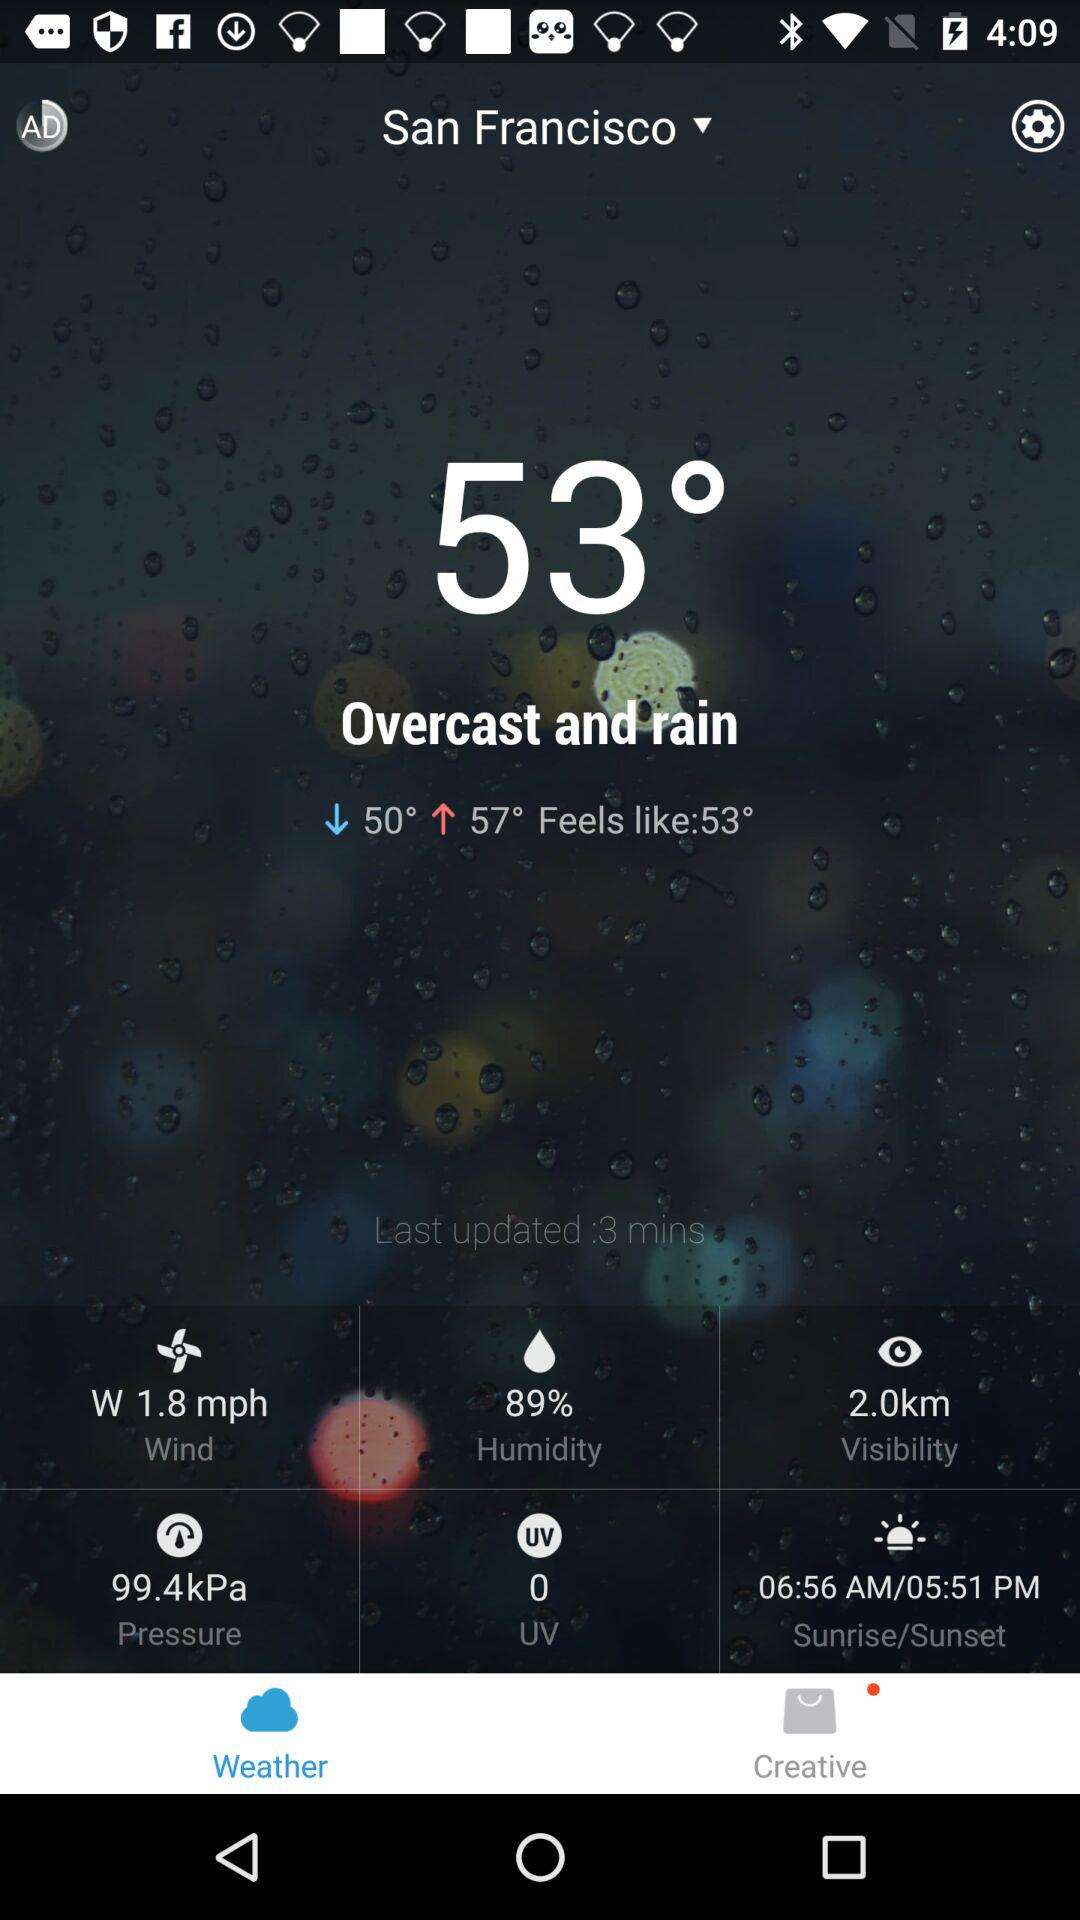 4:09
AD San Francisco
53°
Overcast and rain
50° 57° Feels like:53°
Last updated :3 mins
W 1.8 mph
Wind
89%
Humidity
2.0km
Visibility
99.4kPa
Pressure
UV
0
UV
06:56 AM/05:51 PM
Sunrise/Sunset
Weather
Creative